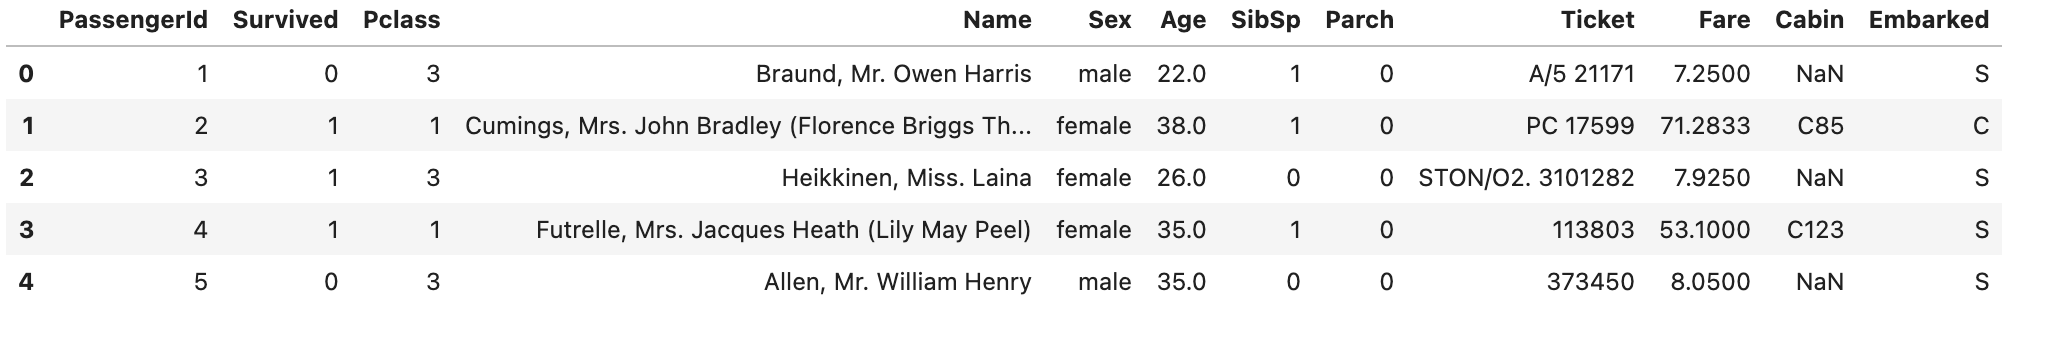 PassengerId Survived Pclass Name Sex Age SibSp Parch Ticket Fare Cabin Embarked
0 1 0 3 Braund, Mr. Owen Harris male 22.0 1 0 A/5 21171 7.2500 NaN S
1 2 1 1 Cumings, Mrs. John Bradley (Florence Briggs Th... female 38.0 1 0 PC 17599 71.2833 C85 C
2 3 1 3 Heikkinen, Miss. Laina female 26.0 0 0 STON/O2. 3101282 7.9250 NaN S
3 4 1 1 Futrelle, Mrs. Jacques Heath (Lily May Peel) female 35.0 1 0 113803 53.1000 C123 S
4 5 0 3 Allen, Mr. William Henry male 35.0 0 0 373450 8.0500 NaN S